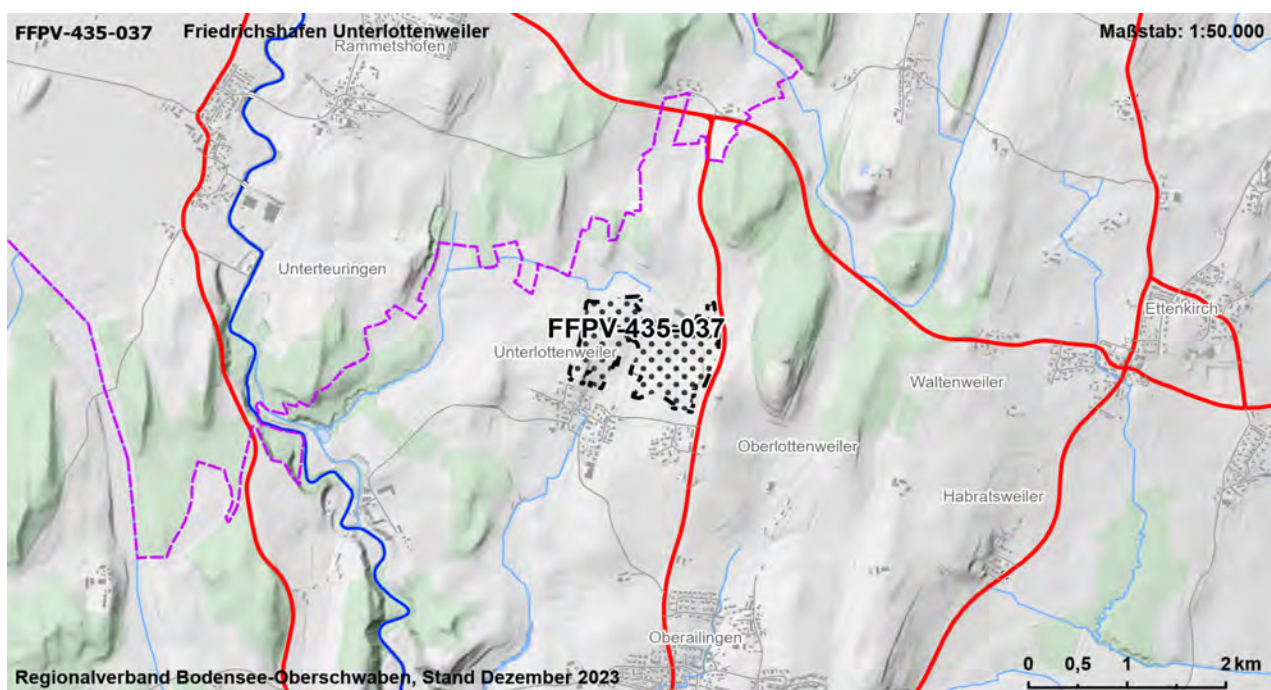 FFPV-435-037 Friedrichshafen Unterlottenweiler Maßstab: 1:50.000
Rammetshofen
Unterteuringen
Ettenkirch
FFPV-435-037
Unterlottenweiler
Waltenweiler
Oberlottenweiler
Habratsweiler
Oberailingen
0 0,5 1 2 km
Regionalverband Bodensee-Oberschwaben, Stand Dezember 2023